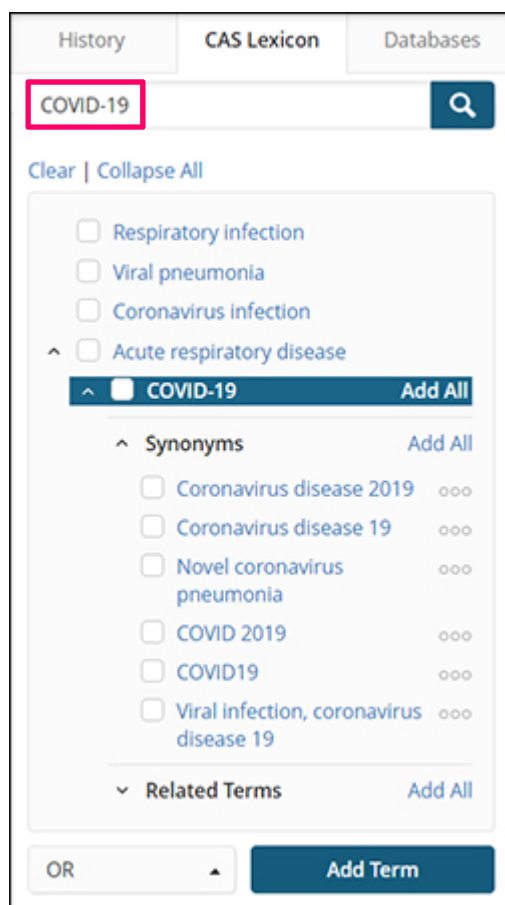 History CAS Lexicon Databases
COVID-19
Clear | Collapse All
Respiratory infection
Viral pneumonia
Coronavirus infection
Acute respiratory disease
COVID-19 Add All
Synonyms Add All
Coronavirus disease 2019
Coronavirus disease 19
Novel coronavirus
pneumonia
COVID 2019
COVID19
Viral infection, coronavirus
disease 19
Related Terms Add All
OR Add Term